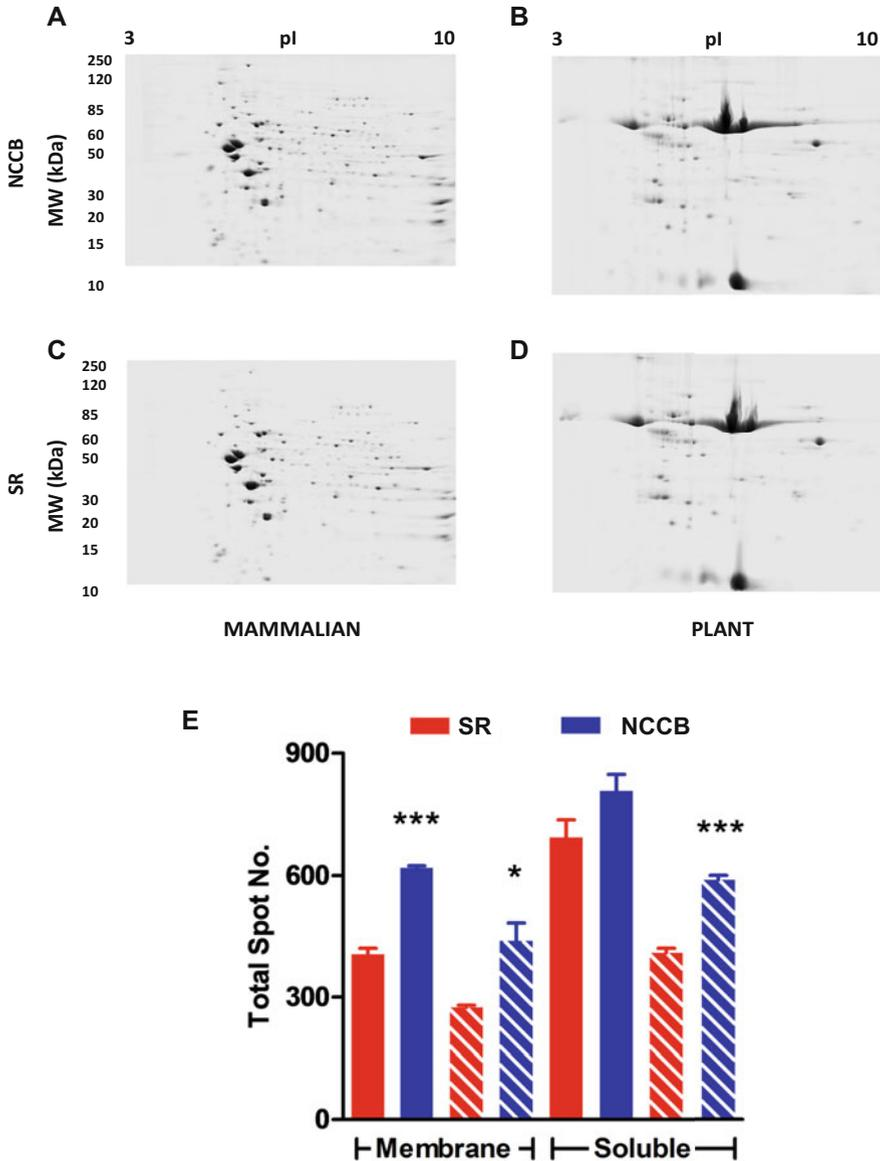 A
B
3 pI 10
3 pI 10
250
120
85
60
50
30
20
15
10
NCCB
MW (kDa)
C
D
250
120
85
60
50
30
20
15
10
SR
MW (kDa)
MAMMALIAN
PLANT
E
SR NCCB
900
600
300
0
Total Spot No.
***
*
***
Membrane
Soluble